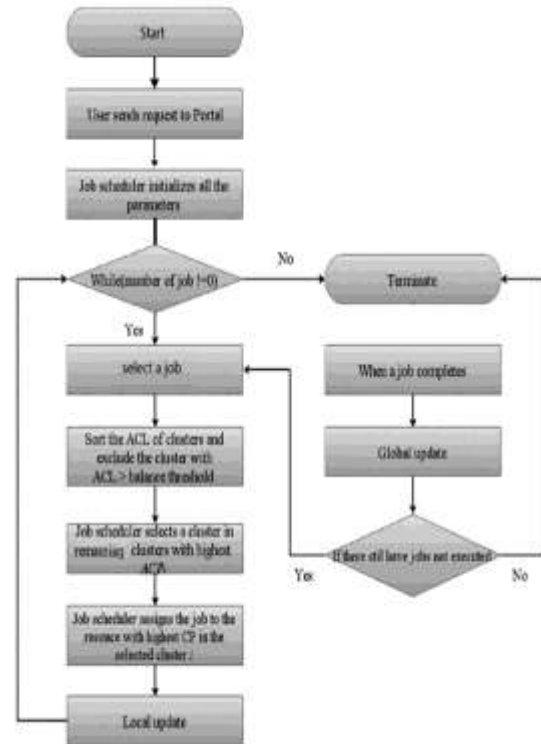 Start
User sends request to Portal
Job scheduler initializes all the
parameters
While(number of job !=0)
No
Terminate
Yes
select a job
When a job completes
Sort the ACL of clusters and
exclude the cluster with
ACL > balance threshold
Global update
Job scheduler selects a cluster in
remaining clusters with highest
If there still have jobs not executed
Yes
No
Job scheduler assigns the job to the
resource with highest CP in the
selected cluster
Local update